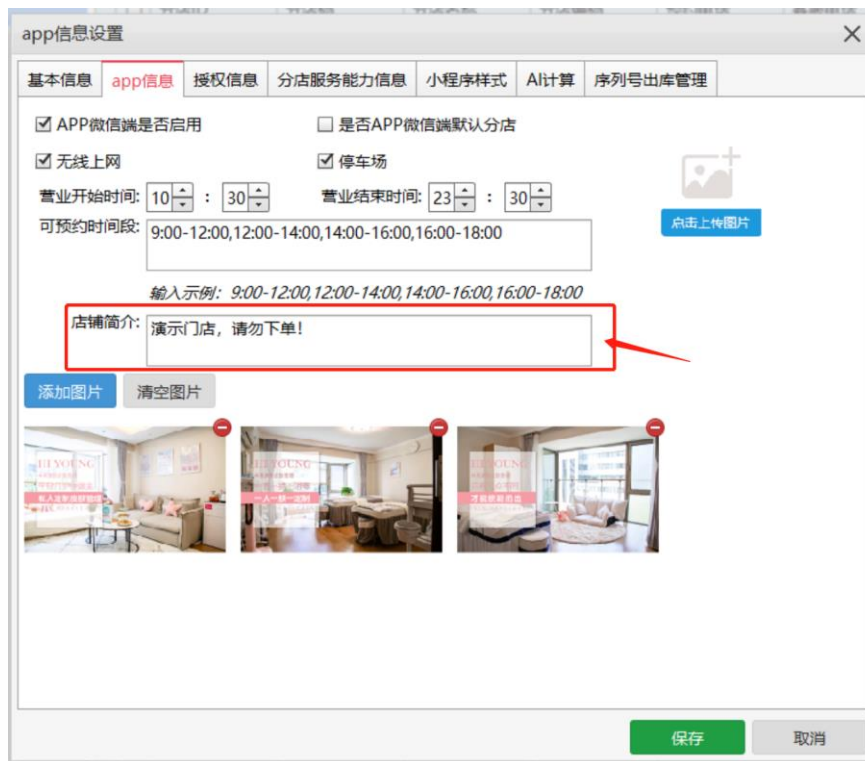 app信息设置
基本信息 app信息 授权信息 分店服务能力信息 小程序样式 AI计算 序列号出库管理
APP微信端是否启用 是否APP微信端默认分店
无线上网 停车场
营业开始时间: 10 : 30 营业结束时间: 23 : 30
点击上传图片
可预约时间段: 9:00-12:00,12:00-14:00,14:00-16:00,16:00-18:00
输入示例：9:00-12:00,12:00-14:00,14:00-16:00,16:00-18:00
店铺简介: 演示门店，请勿下单！
添加图片 清空图片
HI YOUNG
保存 取消